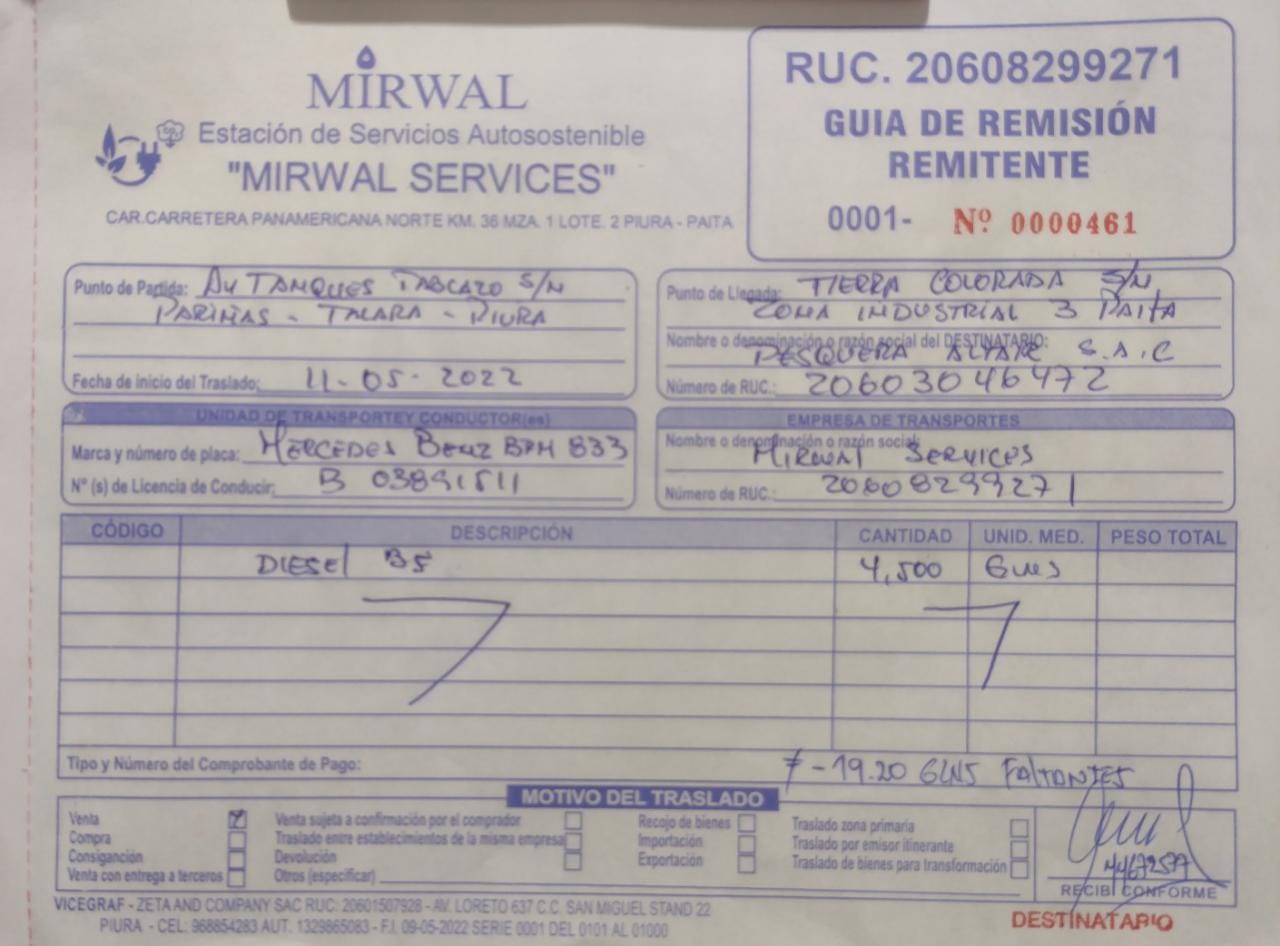 MIRWAL
Estación de Servicios Autosostenible
"MIRWAL SERVICES"
CAR.CARRETERA PANAMERICANA NORTE KM. 36 MZA. 1 LOTE. 2 PIURA - PAITA
RUC. 20608299271
GUIA DE REMISIÓN
REMITENTE
0001- Nº 0000461
Punto de Partida: AV TANQUES TABLAZO S/N
PARIÑAS - TALARA - PIURA
Fecha de inicio del Traslado: 11-05-2022
Punto de Llegada: TIERRA COLORADA S/N
ZONA INDUSTRIAL 3 PAITA
Nombre o denominación o razón social del DESTINATARIO:
PESQUERA ALTAIR S.A.C
Número de RUC.: 20603046472
UNIDAD DE TRANSPORTEY CONDUCTOR(es)
Marca y número de placa: MERCEDES BENZ BPH 833
N° (s) de Licencia de Conducir: B 03891511
EMPRESA DE TRANSPORTES
Nombre o denominación o razón social:
MIRWAL SERVICES
Número de RUC.: 20608299271
CÓDIGO DESCRIPCIÓN CANTIDAD UNID. MED. PESO TOTAL
DIESEL B5 4,500 GLNS
Tipo y Número del Comprobante de Pago:
- 19.20 GLNS FALTANTES
MOTIVO DEL TRASLADO
Venta
Compra
Consiganción
Venta con entrega a terceros
Venta sujeta a confirmación por el comprador
Traslado entre establecimientos de la misma empresa
Devolución
Otros (especificar)
Recojo de bienes
Importación
Exportación
Traslado zona primaria
Traslado por emisor itinerante
Traslado de bienes para transformación
RECIBI CONFORME
DESTINATARIO
VICEGRAF - ZETA AND COMPANY SAC RUC: 20601507928 - AV. LORETO 637 C.C. SAN MIGUEL STAND 22
PIURA - CEL: 968854283 AUT. 1329865083 - F.I. 09-05-2022 SERIE 0001 DEL 0101 AL 01000